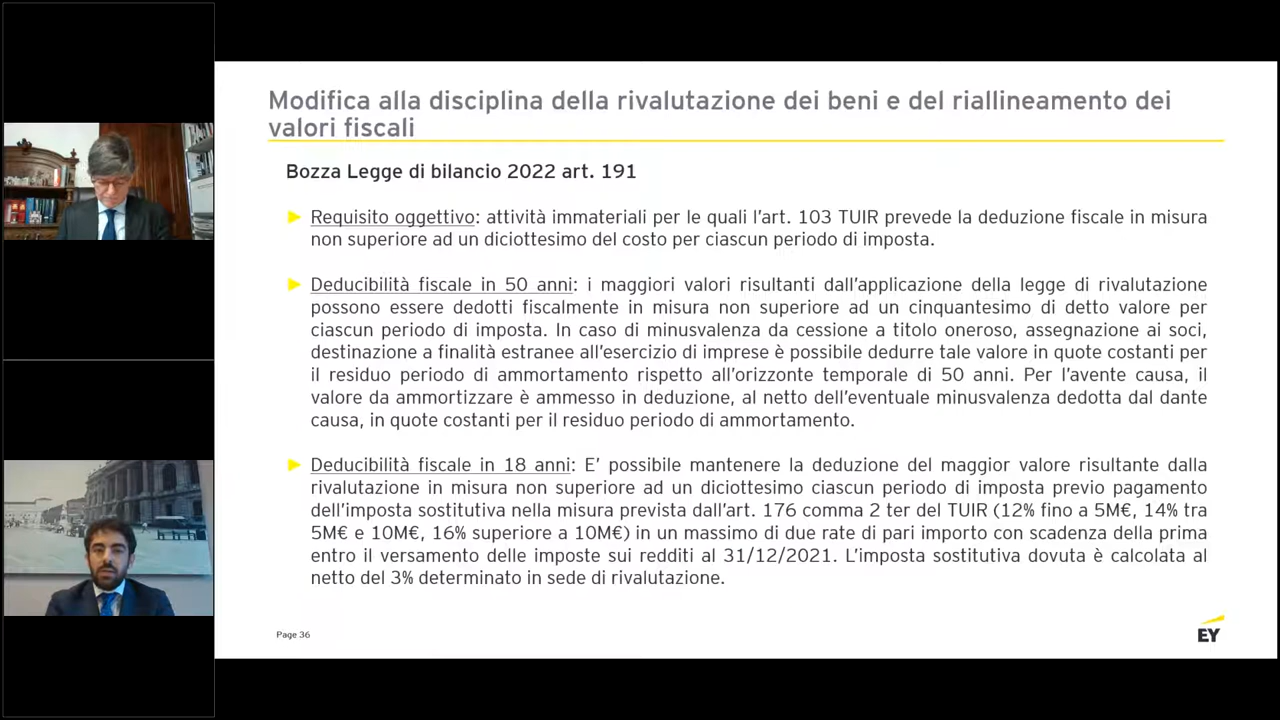 Modifica alla disciplina della rivalutazione dei beni e del riallineamento dei
valori fiscali
Bozza Legge di bilancio 2022 art. 191
► Requisito oggettivo: attività immateriali per le quali l'art. 103 TUIR prevede la deduzione fiscale in misura
non superiore ad un diciottesimo del costo per ciascun periodo di imposta.
► Deducibilità fiscale in 50 anni: i maggiori valori risultanti dall'applicazione della legge di rivalutazione
possono essere dedotti fiscalmente in misura non superiore ad un cinquantesimo di detto valore per
ciascun periodo di imposta. In caso di minusvalenza da cessione a titolo oneroso, assegnazione ai soci,
destinazione a finalità estranee all'esercizio di imprese è possibile dedurre tale valore in quote costanti per
il residuo periodo di ammortamento rispetto all'orizzonte temporale di 50 anni. Per l'avente causa, il
valore da ammortizzare è ammesso in deduzione, al netto dell'eventuale minusvalenza dedotta dal dante
causa, in quote costanti per il residuo periodo di ammortamento.
► Deducibilità fiscale in 18 anni: E' possibile mantenere la deduzione del maggior valore risultante dalla
rivalutazione in misura non superiore ad un diciottesimo ciascun periodo di imposta previo pagamento
dell'imposta sostitutiva nella misura prevista dall'art. 176 comma 2 ter del TUIR (12% fino a 5M€, 14% tra
5M€ e 10M€, 16% superiore a 10M€) in un massimo di due rate di pari importo con scadenza della prima
entro il versamento delle imposte sui redditi al 31/12/2021. L'imposta sostitutiva dovuta è calcolata al
netto del 3% determinato in sede di rivalutazione.
Page 36
EY